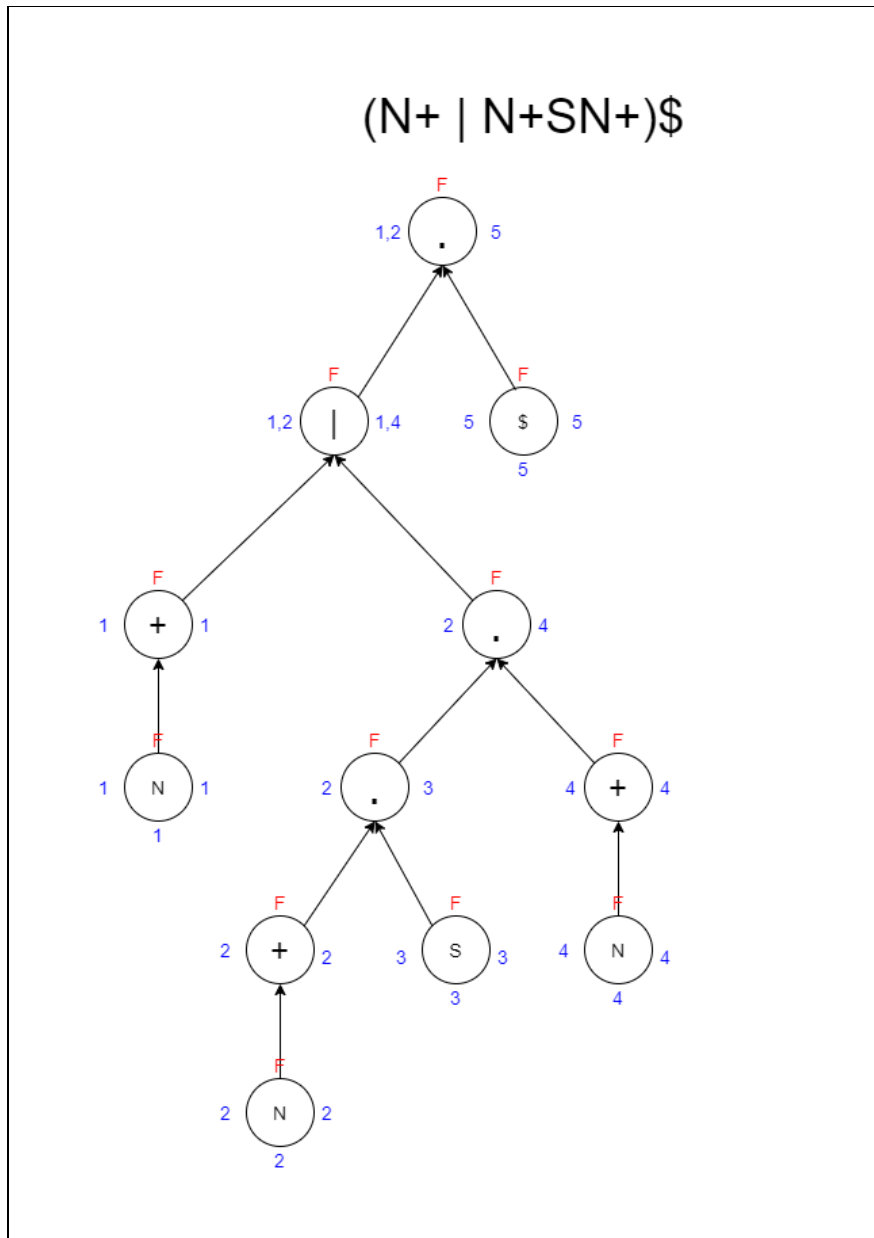 (N+ | N+SN+)$
F
1,2 . 5
F F
1,2 | 1,4 5 $ 5
5
F F
1 + 1 2 . 4
F F F
1 N 1 2 . 3 4 + 4
1
F F F
2 + 2 3 S 3 4 N 4
3 4
F
2 N 2
2